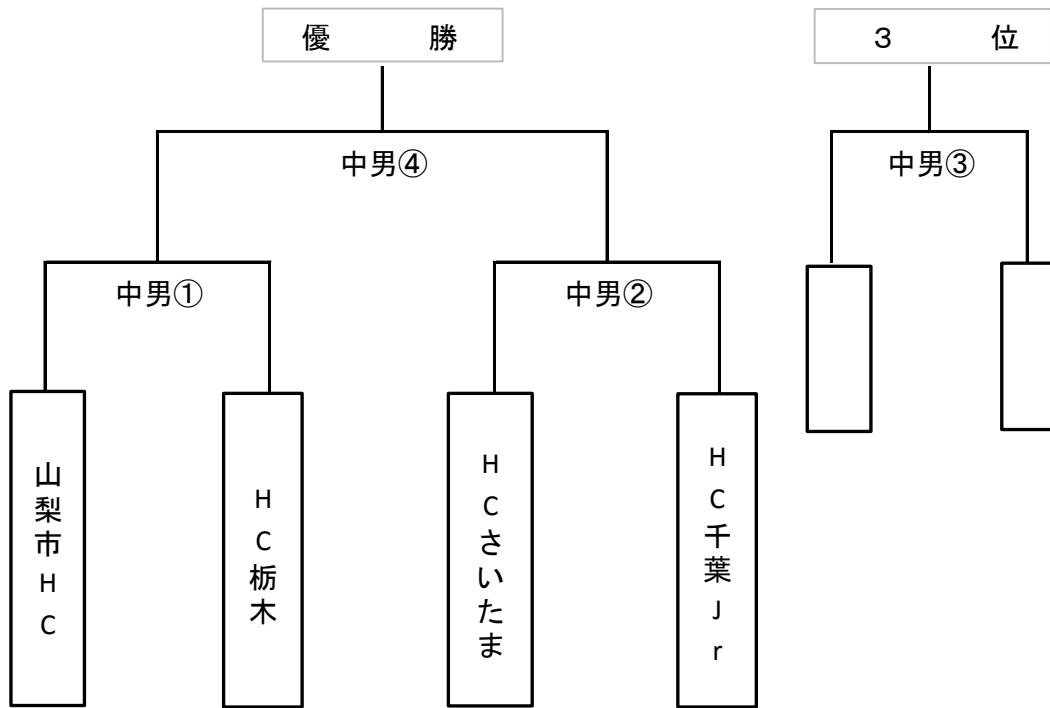 優　　　勝
３　　　位
中男④
中男③
中男①
中男②
山梨市HC
HC栃木
HCさいたま
HC千葉Jr